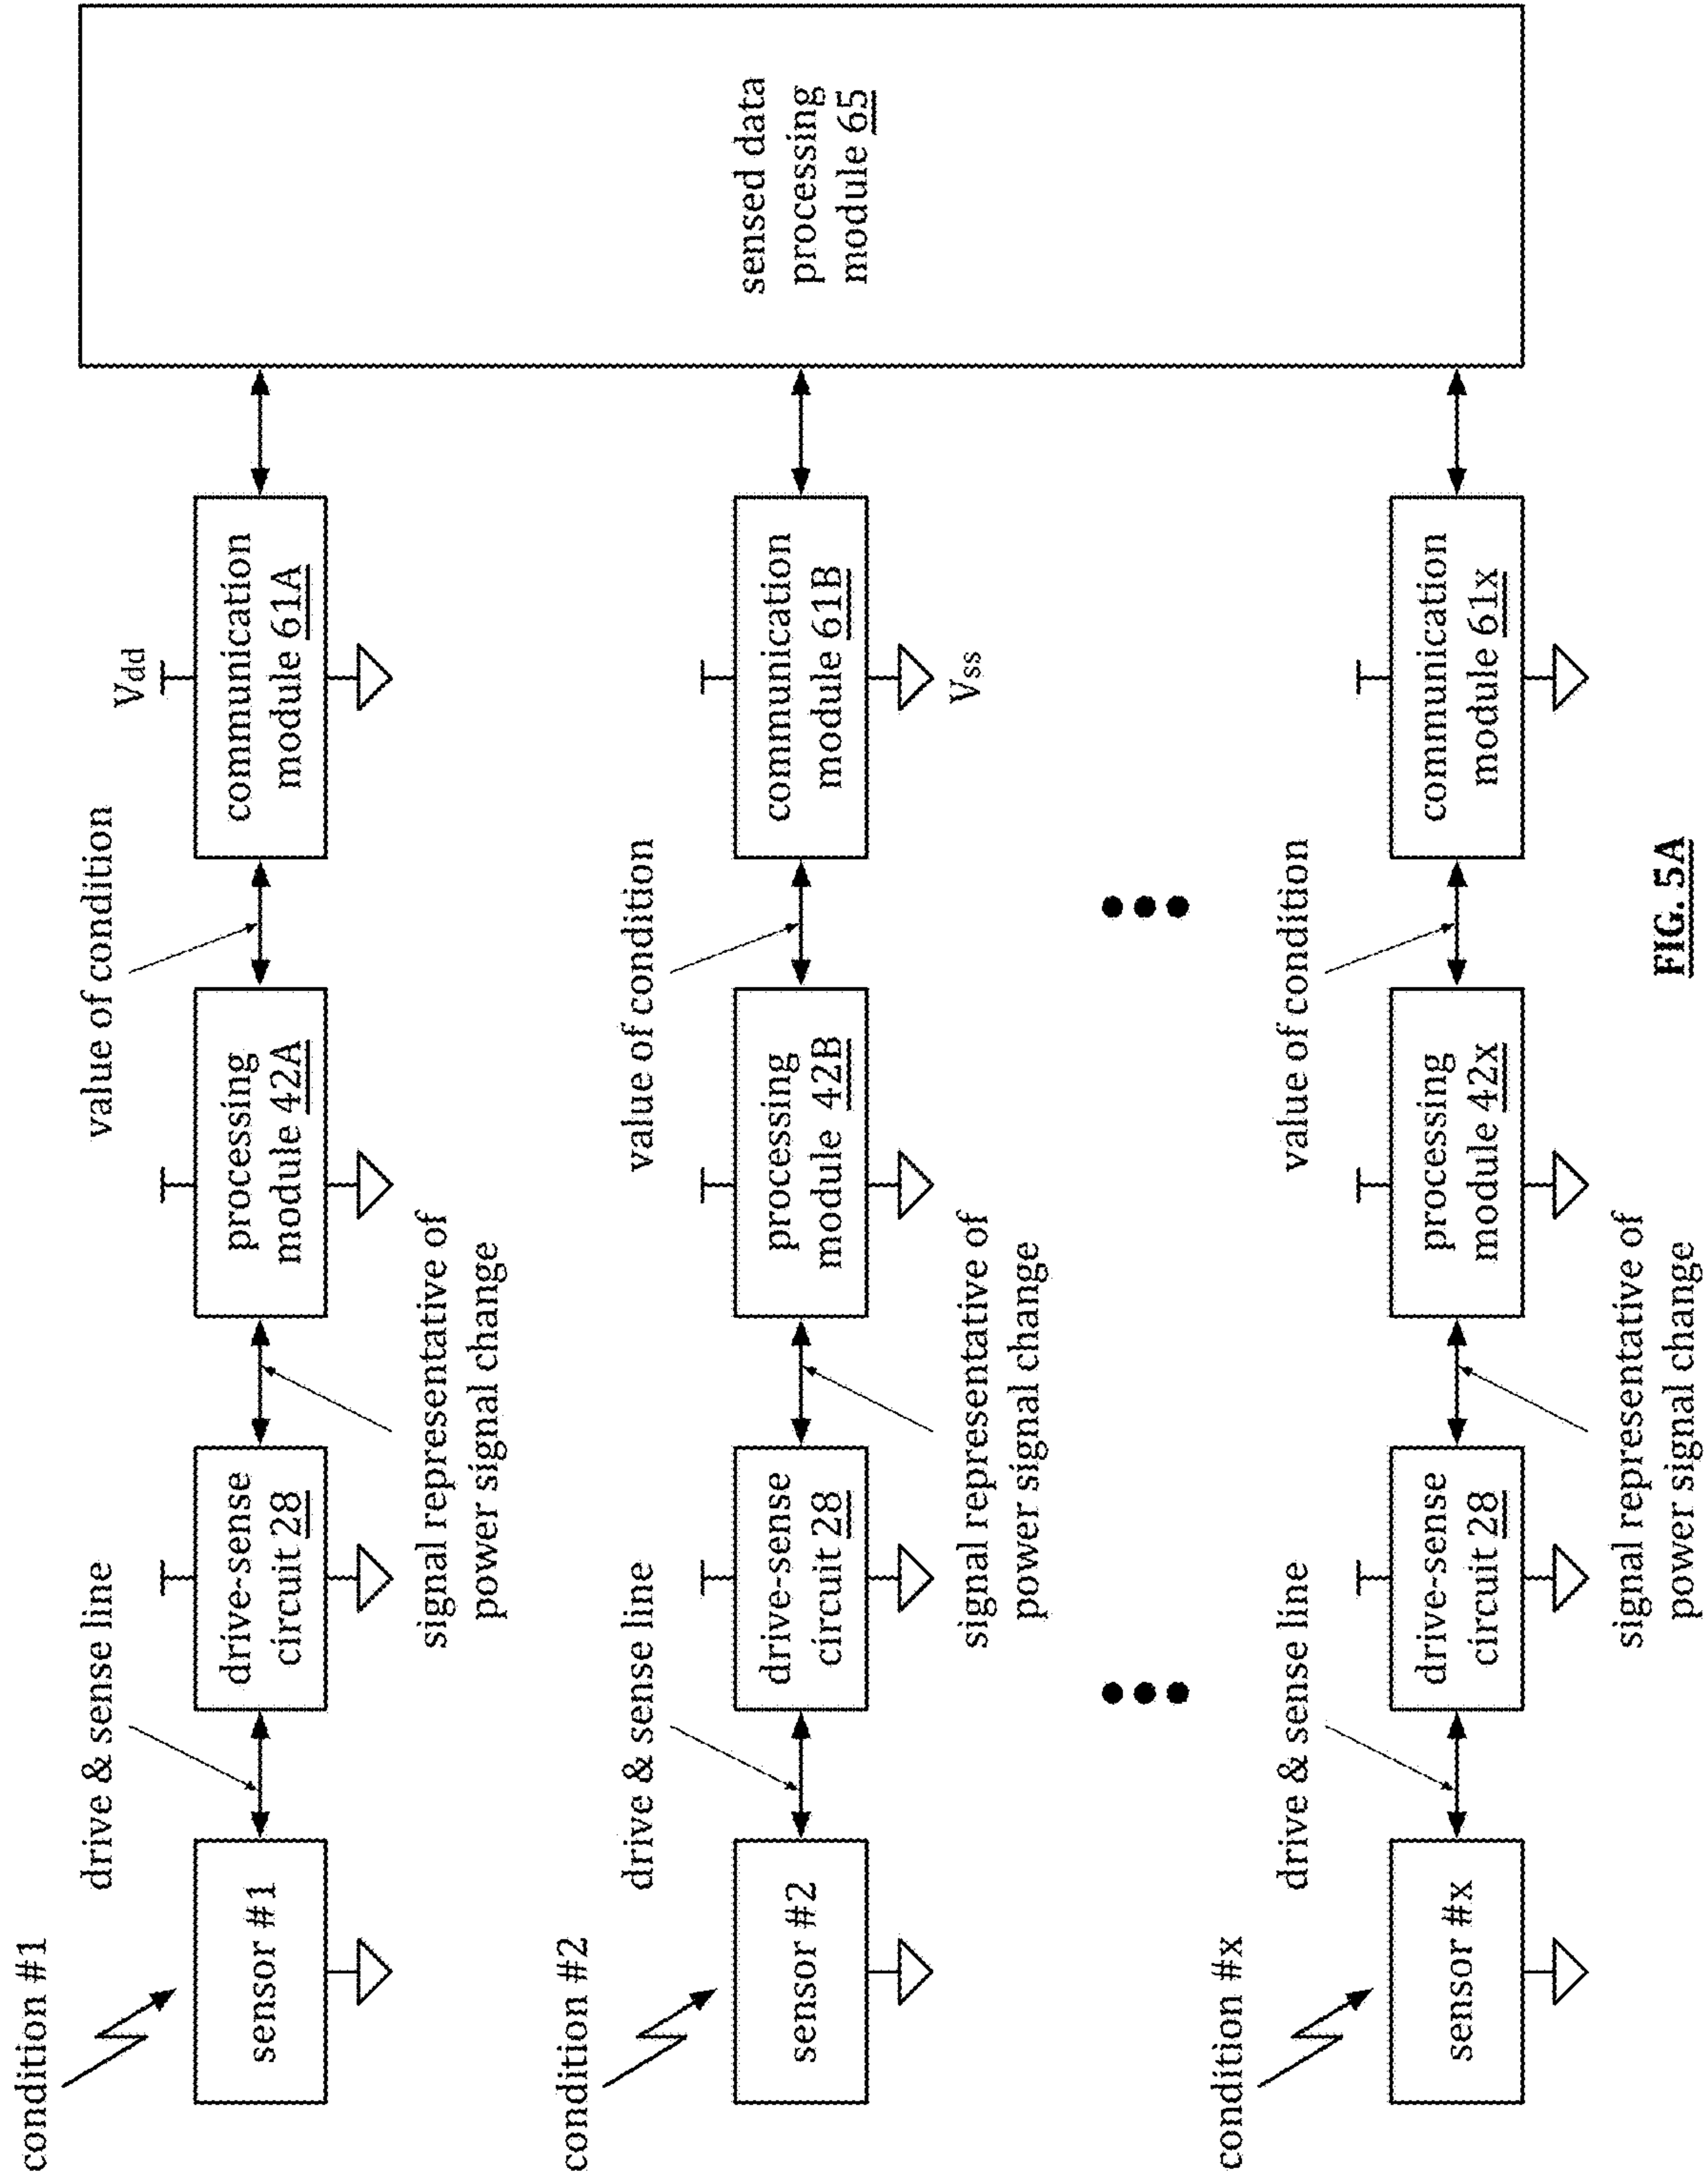 condition #1
sensor #1
drive & sense line
drive-sense
circuit 28
signal representative of
power signal change
processing
module 42A
value of condition
Vdd
communication
module 61A
condition #2
sensor #2
drive & sense line
drive-sense
circuit 28
signal representative of
power signal change
processing
module 42B
value of condition
communication
module 61B
Vss
condition #x
sensor #x
drive & sense line
drive-sense
circuit 28
signal representative of
power signal change
processing
module 42x
value of condition
communication
module 61x
sensed data
processing
module 65
FIG. 5A